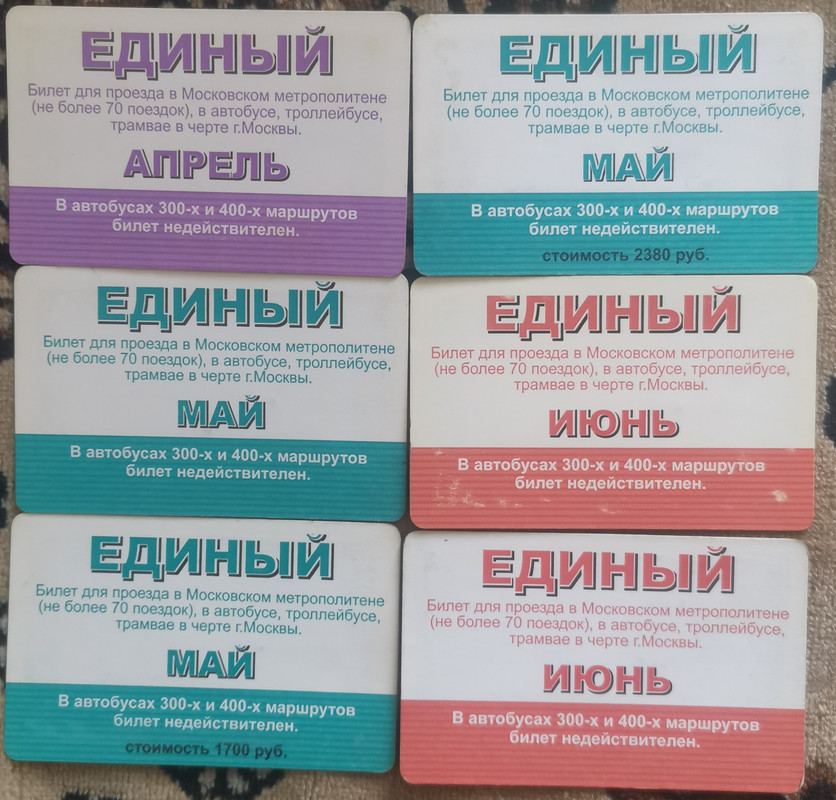 ЕДИНЫЙ
Билет для проезда в Московском метрополитене
(не более 70 поездок), в автобусе, троллейбусе,
трамвае в черте г.Москвы.
АПРЕЛЬ
В автобусах 300-х и 400-х маршрутов
билет недействителен.
ЕДИНЫЙ
Билет для проезда в Московском метрополитене
(не более 70 поездок), в автобусе, троллейбусе,
трамвае в черте г.Москвы.
МАЙ
В автобусах 300-х и 400-х маршрутов
билет недействителен.
стоимость 2380 руб.
ЕДИНЫЙ
Билет для проезда в Московском метрополитене
(не более 70 поездок), в автобусе, троллейбусе,
трамвае в черте г.Москвы.
МАЙ
В автобусах 300-х и 400-х маршрутов
билет недействителен.
ЕДИНЫЙ
Билет для проезда в Московском метрополитене
(не более 70 поездок), в автобусе, троллейбусе,
трамвае в черте г.Москвы.
ИЮНЬ
В автобусах 300-х и 400-х маршрутов
билет недействителен.
ЕДИНЫЙ
Билет для проезда в Московском метрополитене
(не более 70 поездок), в автобусе, троллейбусе,
трамвае в черте г.Москвы.
МАЙ
В автобусах 300-х и 400-х маршрутов
билет недействителен.
стоимость 1700 руб.
ЕДИНЫЙ
Билет для проезда в Московском метрополитене
(не более 70 поездок), в автобусе, троллейбусе,
трамвае в черте г.Москвы.
ИЮНЬ
В автобусах 300-х и 400-х маршрутов
билет недействителен.